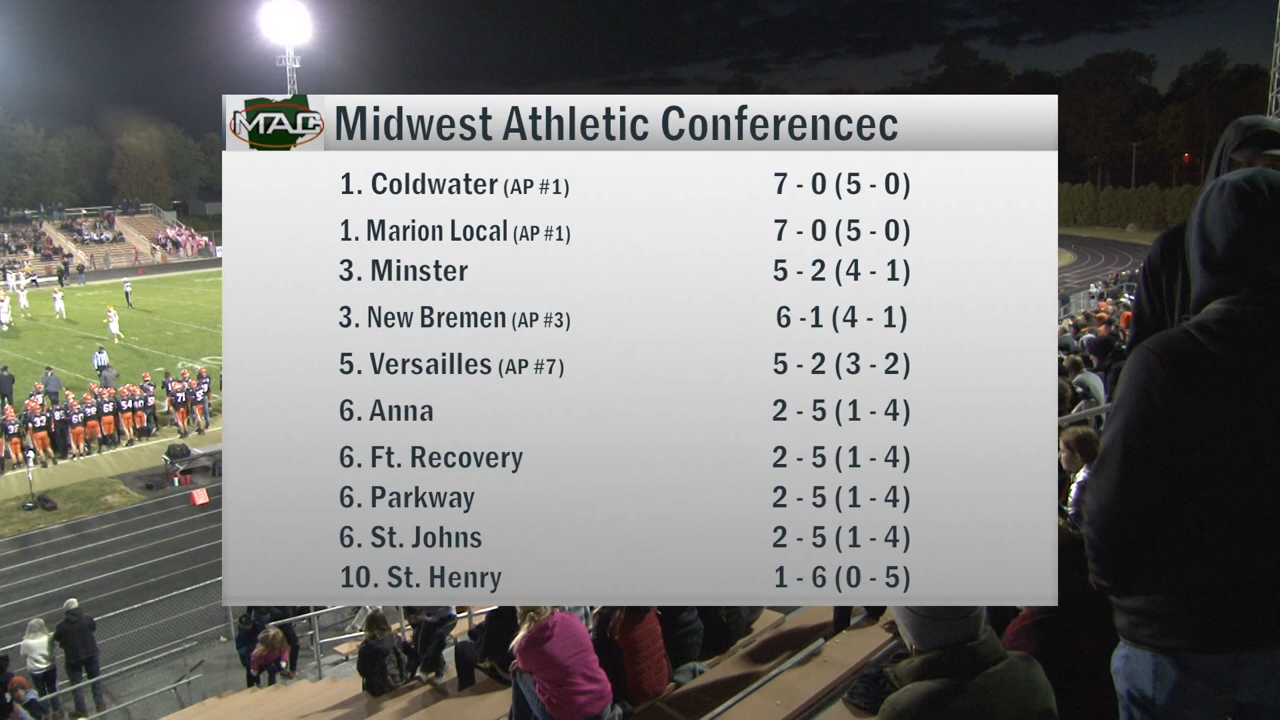 MAC Midwest Athletic Conferencec
1. Coldwater (AP #1) 7 - 0 (5 - 0)
1. Marion Local (AP #1) 7 - 0 (5 - 0)
3. Minster 5 - 2 (4 - 1)
3. New Bremen (AP #3) 6 -1 (4 - 1)
5. Versailles (AP #7) 5 - 2 (3 - 2)
6. Anna 2 - 5 (1 - 4)
6. Ft. Recovery 2 - 5 (1 - 4)
6. Parkway 2 - 5 (1 - 4)
6. St. Johns 2 - 5 (1 - 4)
10. St. Henry 1 - 6 (0 - 5)